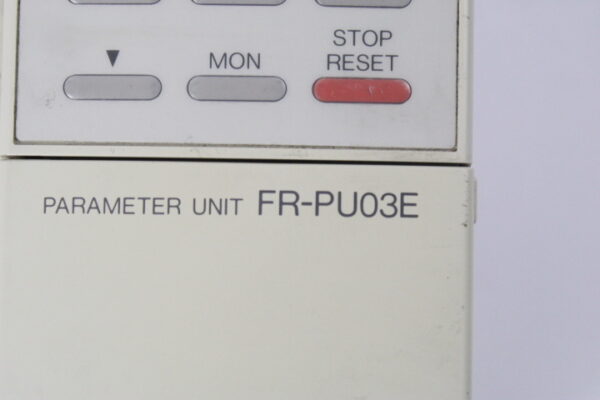 STOP
▼ MON RESET
PARAMETER UNIT FR-PU03E